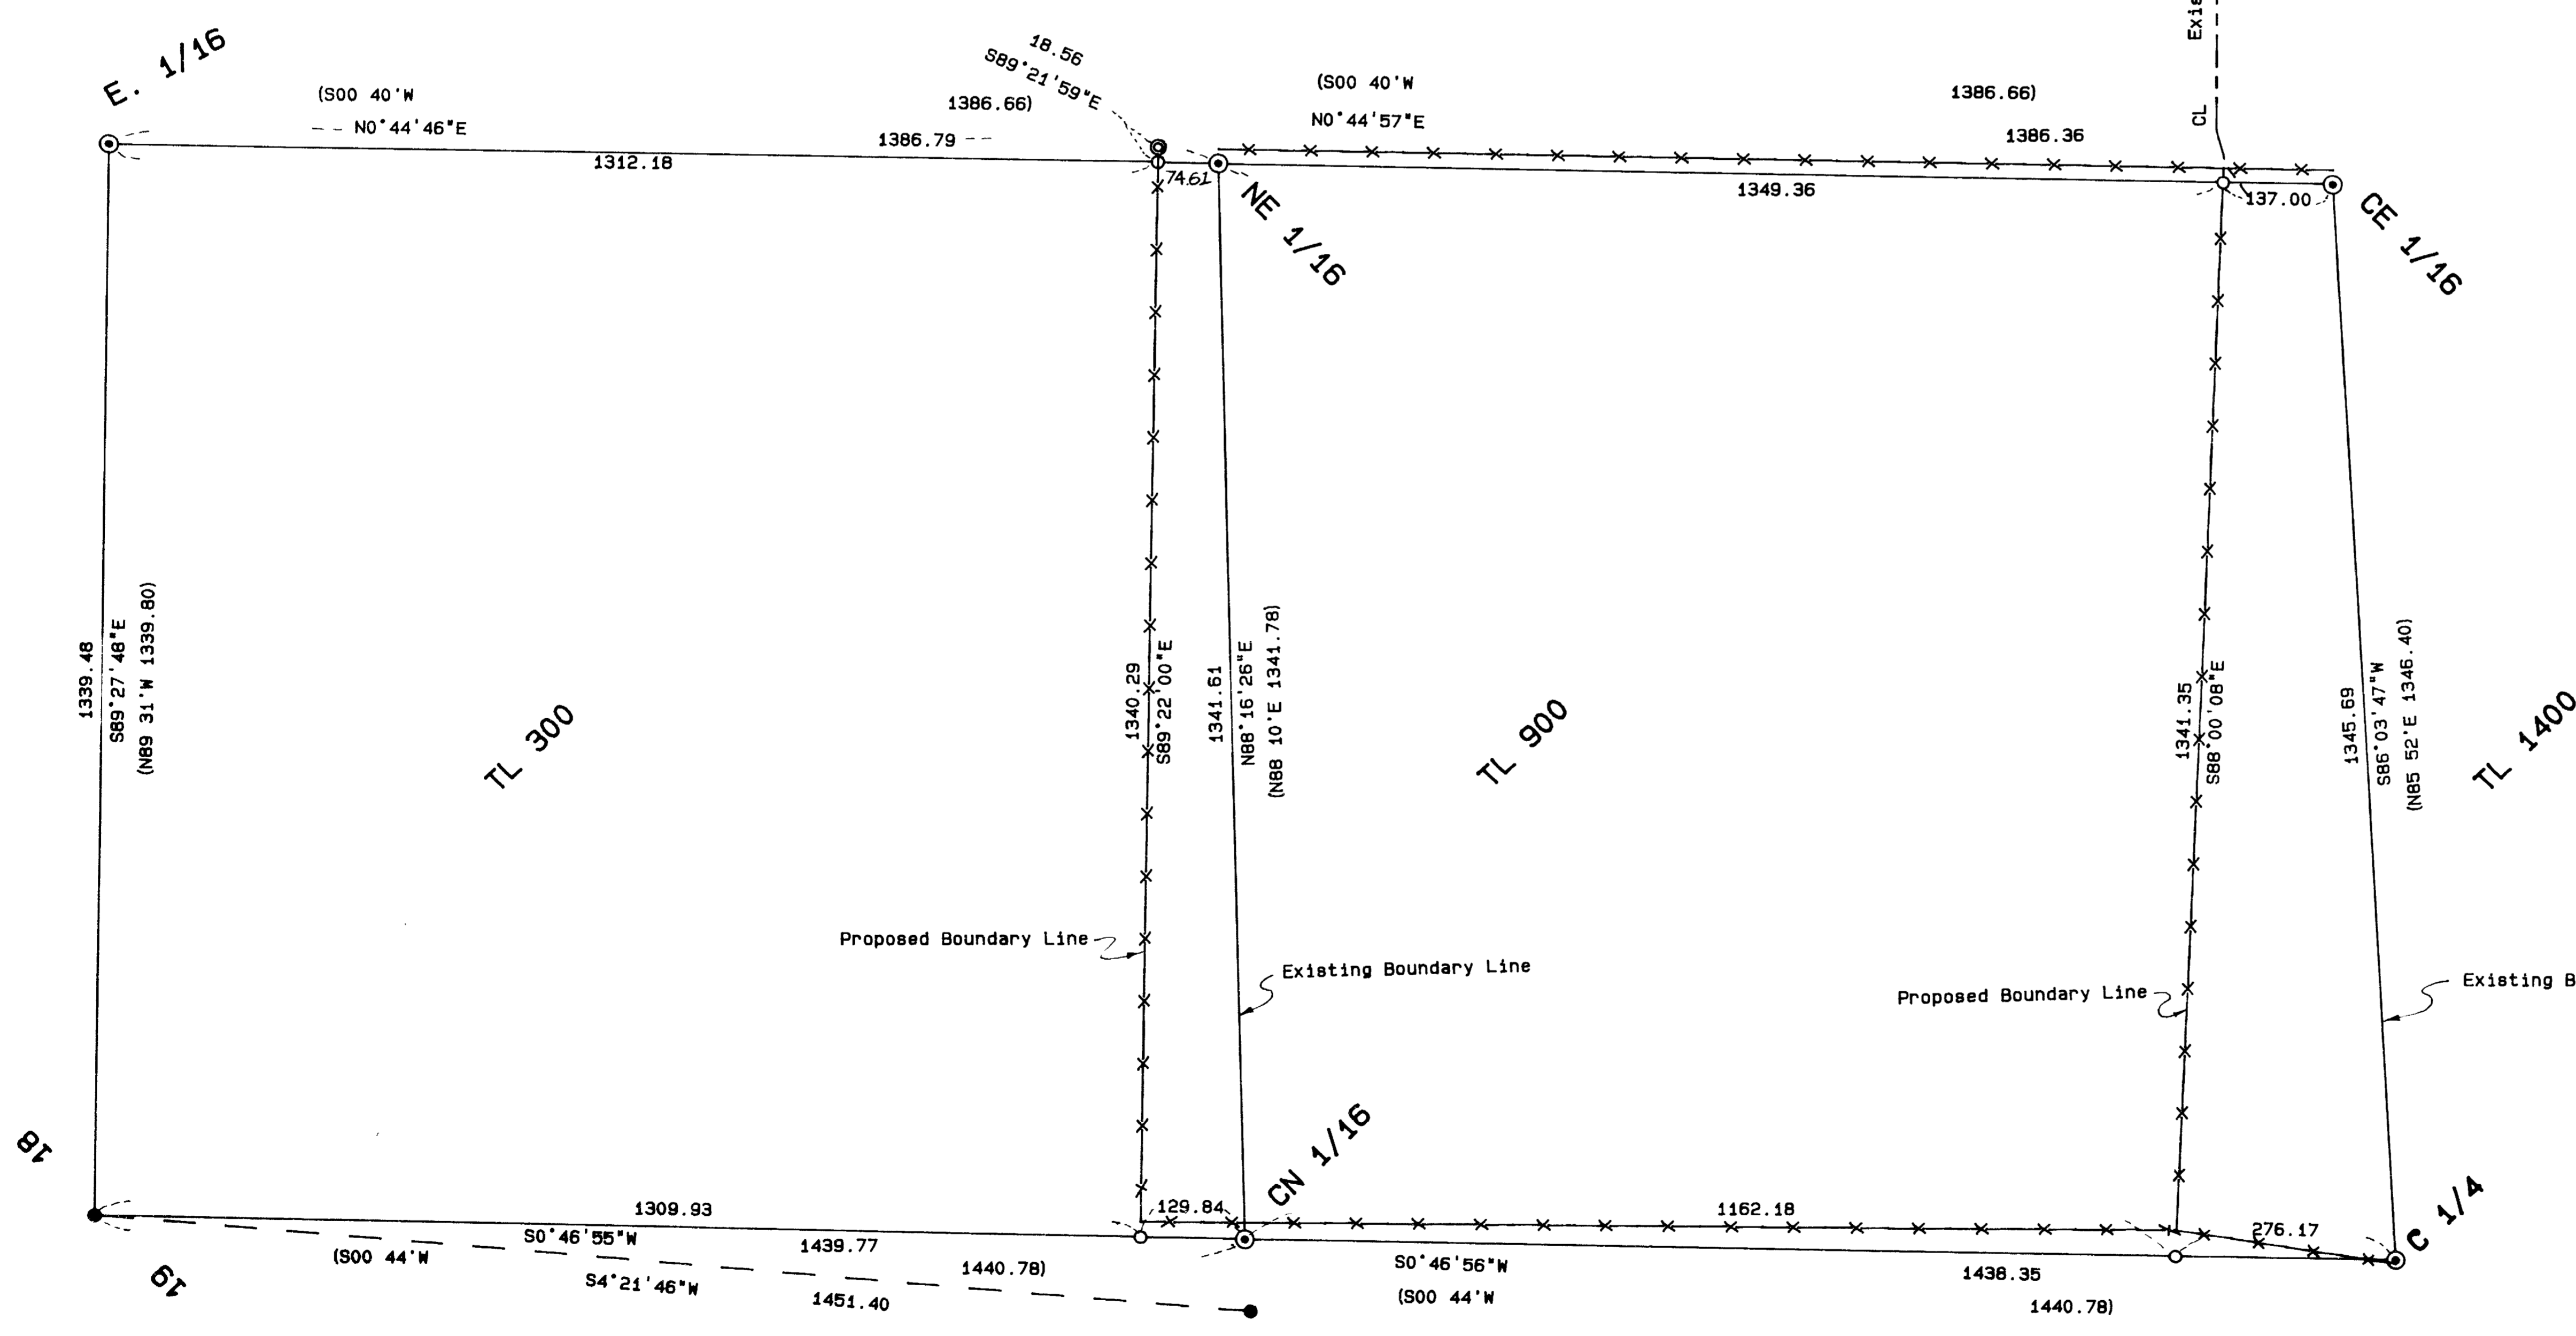 E. 1/16
(S00 40'W
1386.66)
-- N0°44'46"E
1386.79 --
1312.18
18.56
S89°21'59"E
74.61
NE 1/16
(S00 40'W
1386.66)
N0°44'57"E
1386.36
1349.36
CL
137.00
CE 1/16
1339.48
S89°27'48"E
(N89 31'W 1339.80)
TL 300
1340.29
S89°22'00"E
1341.61
N88°16'26"E
(N88 10'E 1341.78)
TL 900
1341.35
S88°00'08"E
1345.69
S86°03'47"W
(N85 52'E 1346.40)
TL 1400
Proposed Boundary Line
Existing Boundary Line
Proposed Boundary Line
Existing B
18
19
1309.93
S0°46'55"W
(S00 44'W
1439.77
1440.78)
S4°21'46"W
1451.40
129.84
CN 1/16
1162.18
S0°46'56"W
(S00 44'W
1438.35
1440.78)
276.17
C 1/4